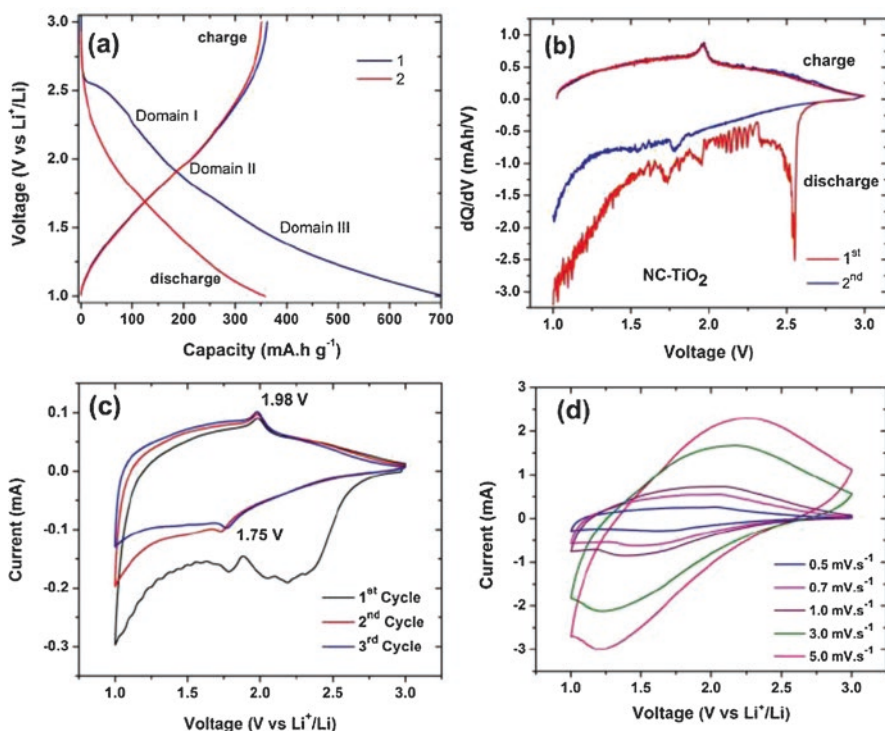 (a)
charge
1
2
Domain I
Domain II
Domain III
discharge
Voltage (V vs Li⁺/Li)
3.0
2.5
2.0
1.5
1.0
0 100 200 300 400 500 600 700
Capacity (mA.h g⁻¹)
(b)
charge
discharge
NC-TiO₂
1ˢᵗ
2ⁿᵈ
dQ/dV (mAh/V)
1.0
0.5
0.0
-0.5
-1.0
-1.5
-2.0
-2.5
-3.0
1.0 1.5 2.0 2.5 3.0
Voltage (V)
(c)
1.98 V
1.75 V
1ˢᵗ Cycle
2ⁿᵈ Cycle
3ʳᵈ Cycle
Current (mA)
0.1
0.0
-0.1
-0.2
-0.3
1.0 1.5 2.0 2.5 3.0
Voltage (V vs Li⁺/Li)
(d)
0.5 mV.s⁻¹
0.7 mV.s⁻¹
1.0 mV.s⁻¹
3.0 mV.s⁻¹
5.0 mV.s⁻¹
Current (mA)
3
2
1
0
-1
-2
-3
1.0 1.5 2.0 2.5 3.0
Voltage (V vs Li⁺/Li)